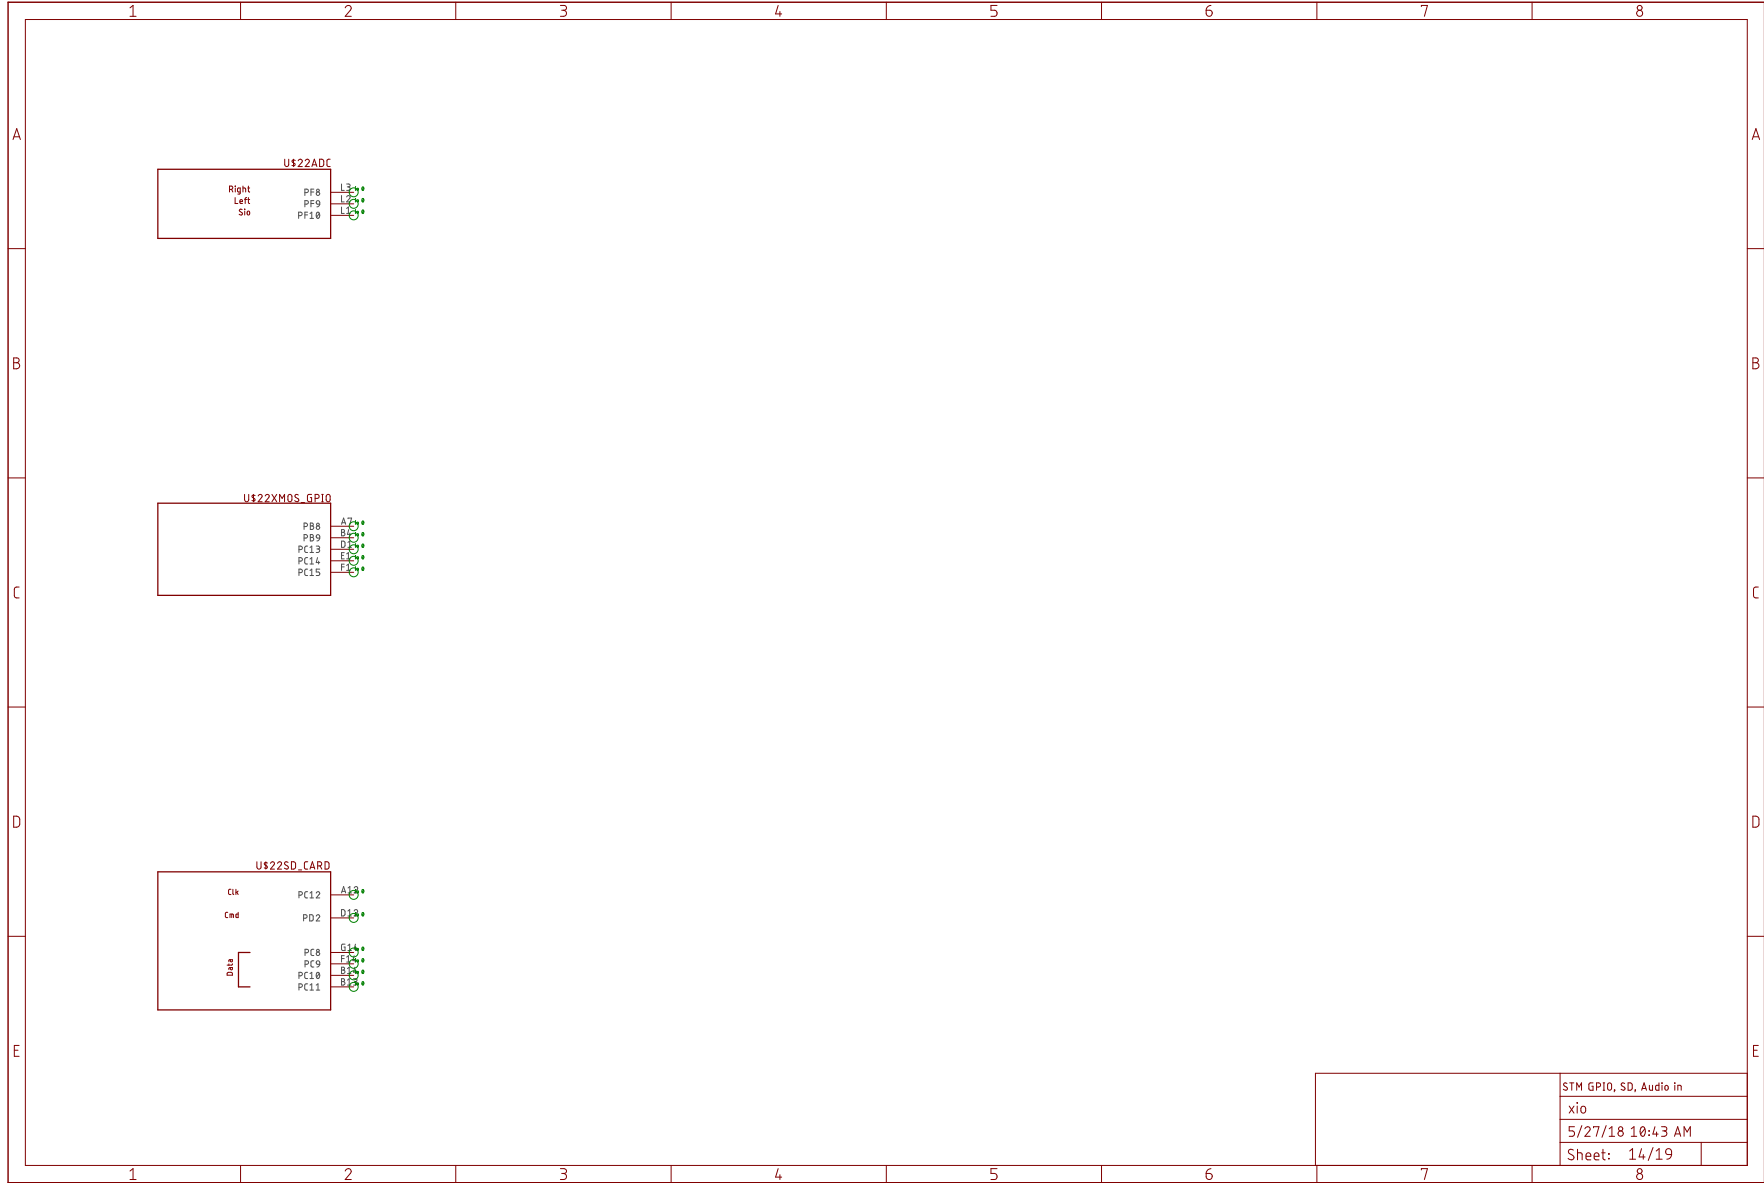 1 2 3 4 5 6 7 8
A A
U$22ADC
Right PF8 L3
Left PF9 L2
Sio PF10 L1
B B
U$22XMOS_GPIO
PB8 A7
PB9
PC13
PC14
PC15
C C
D D
U$22SD_CARD
Clk PC12
Cmd PD2
PC8
Data PC9
PC10
PC11
E E
STM GPIO, SD, Audio in
xio
5/27/18 10:43 AM
Sheet: 14/19
1 2 3 4 5 6 7 8